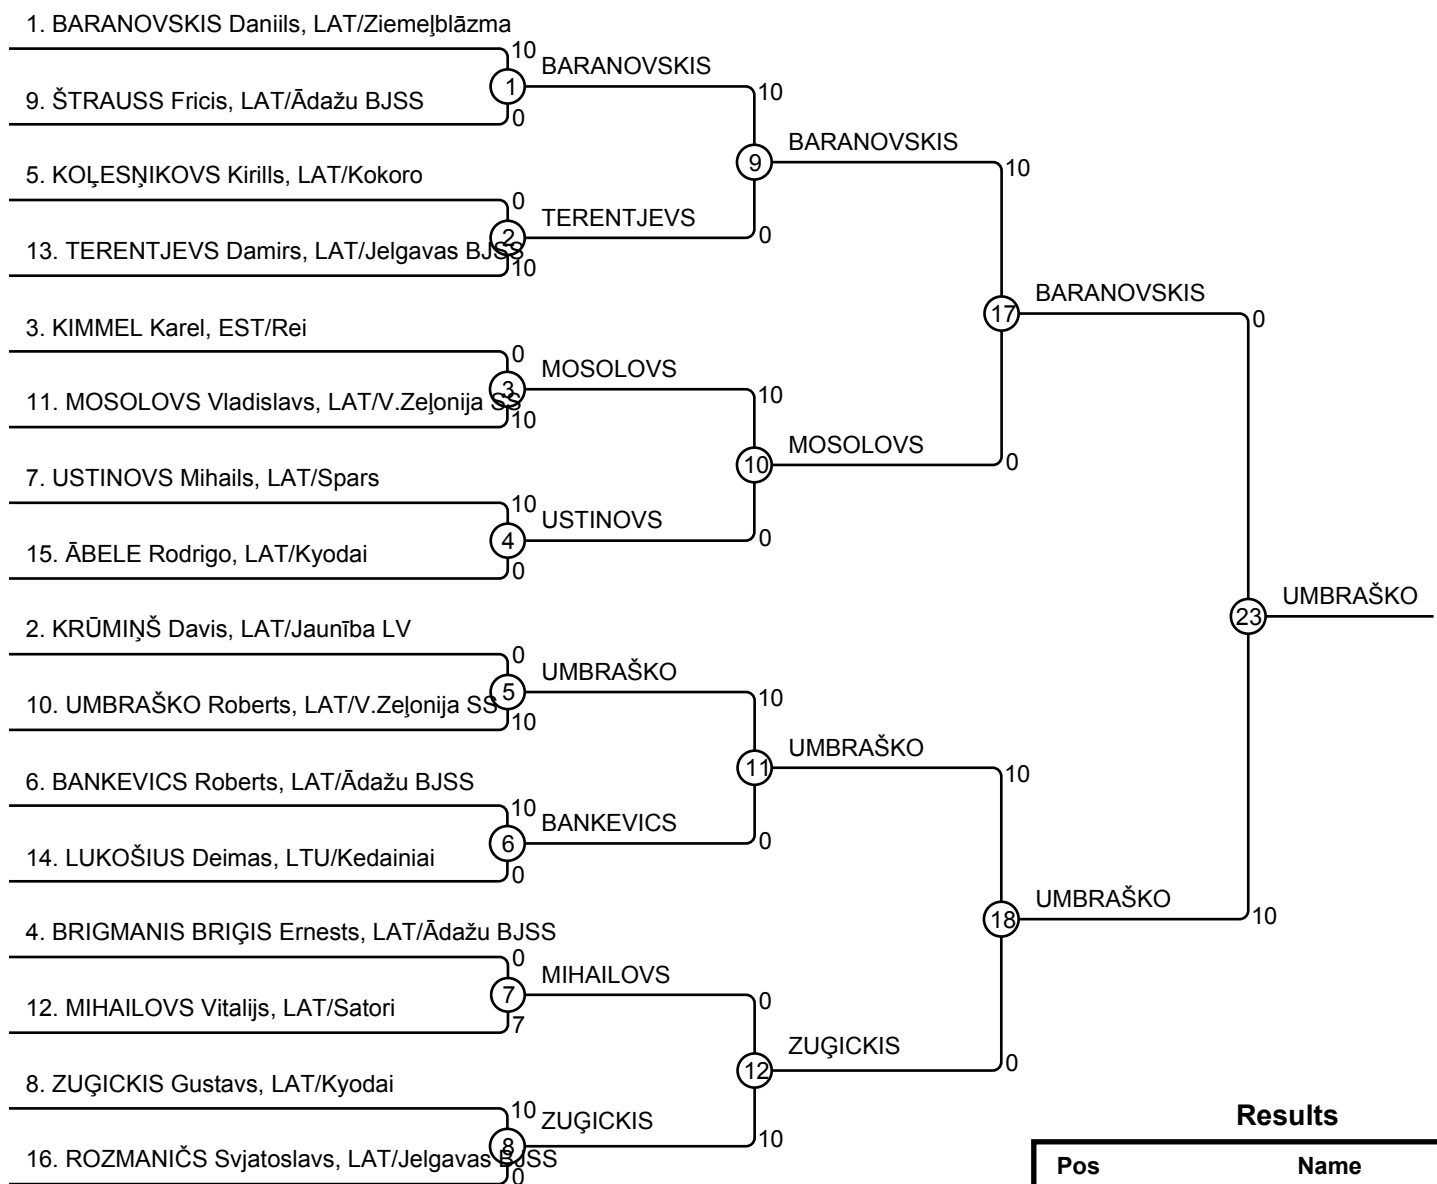 1. BARANOVSKIS Daniils, LAT/Ziemeļblāzma
10
BARANOVSKIS
1
10
9. ŠTRAUSS Fricis, LAT/Ādažu BJSS
0
BARANOVSKIS
9
10
5. KOĻESŅIKOVS Kirills, LAT/Kokoro
0
TERENTJEVS
2
0
13. TERENTJEVS Damirs, LAT/Jelgavas BJSS
10
BARANOVSKIS
17
0
3. KIMMEL Karel, EST/Rei
0
MOSOLOVS
3
10
11. MOSOLOVS Vladislavs, LAT/V.Zeļonija SS
10
MOSOLOVS
10
0
7. USTINOVS Mihails, LAT/Spars
10
USTINOVS
4
0
15. ĀBELE Rodrigo, LAT/Kyodai
0
UMBRAŠKO
23
2. KRŪMIŅŠ Davis, LAT/Jaunība LV
0
UMBRAŠKO
5
10
10. UMBRAŠKO Roberts, LAT/V.Zeļonija SS
10
UMBRAŠKO
11
10
6. BANKEVICS Roberts, LAT/Ādažu BJSS
10
BANKEVICS
6
0
14. LUKOŠIUS Deimas, LTU/Kedainiai
0
UMBRAŠKO
18
10
4. BRIGMANIS BRIĢIS Ernests, LAT/Ādažu BJSS
0
MIHAILOVS
7
0
12. MIHAILOVS Vitalijs, LAT/Satori
7
ZUĢICKIS
12
0
8. ZUĢICKIS Gustavs, LAT/Kyodai
10
ZUĢICKIS
8
10
16. ROZMANIČS Svjatoslavs, LAT/Jelgavas BJSS
0
Results
Pos Name